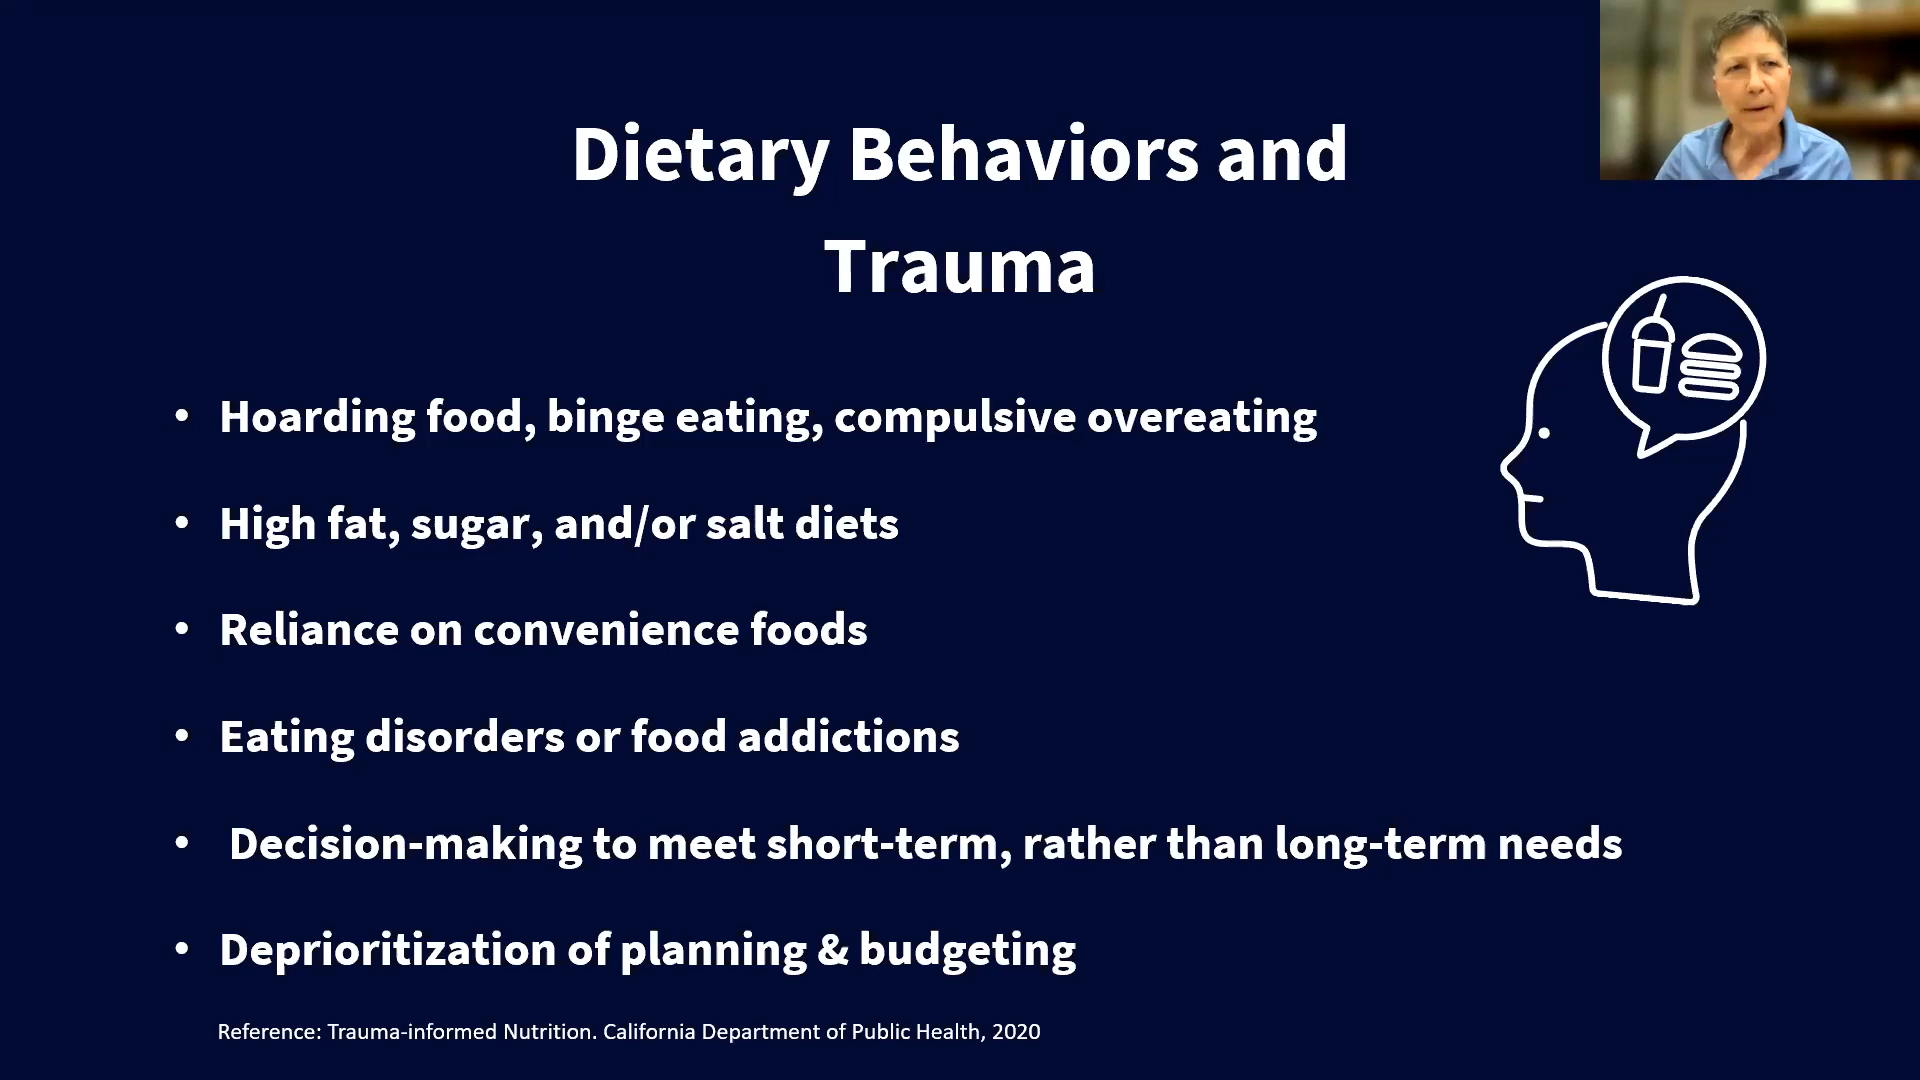 Dietary Behaviors and
Trauma
• Hoarding food, binge eating, compulsive overeating
• High fat, sugar, and/or salt diets
• Reliance on convenience foods
• Eating disorders or food addictions
• Decision-making to meet short-term, rather than long-term needs
• Deprioritization of planning & budgeting
Reference: Trauma-informed Nutrition. California Department of Public Health, 2020